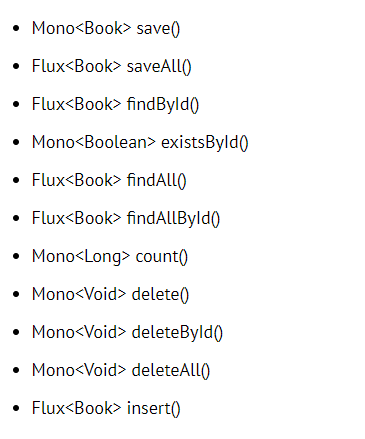 • Mono<Book> save()
• Flux<Book> saveAll()
• Flux<Book> findById()
• Mono<Boolean> existsById()
• Flux<Book> findAll()
• Flux<Book> findAllById()
• Mono<Long> count()
• Mono<Void> delete()
• Mono<Void> deleteById()
• Mono<Void> deleteAll()
• Flux<Book> insert()